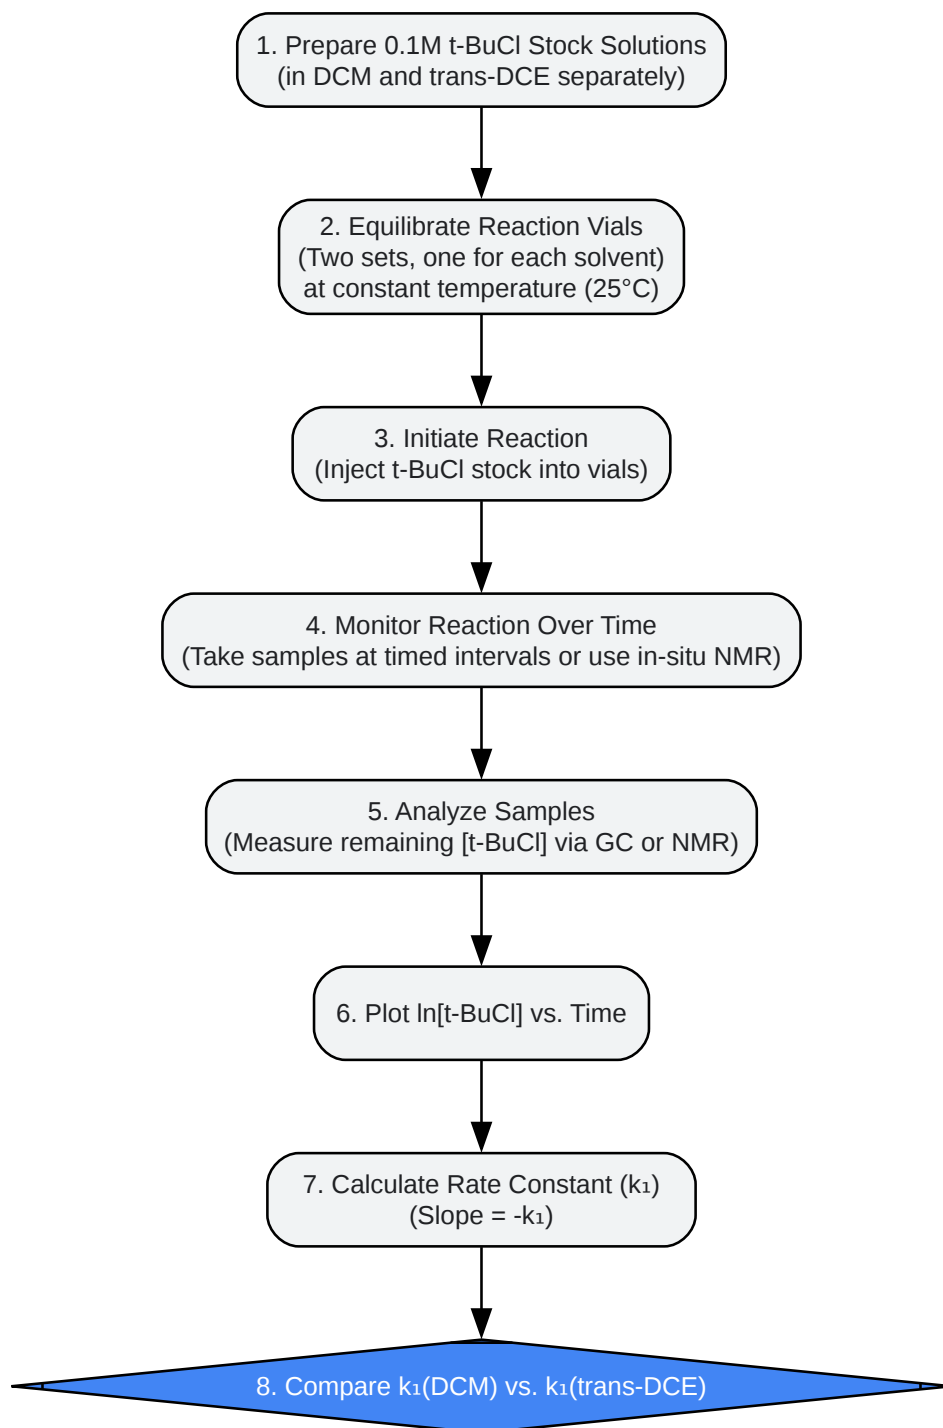 1. Prepare 0.1M t-BuCl Stock Solutions
(in DCM and trans-DCE separately)
2. Equilibrate Reaction Vials
(Two sets, one for each solvent)
at constant temperature (25°C)
3. Initiate Reaction
(Inject t-BuCl stock into vials)
4. Monitor Reaction Over Time
(Take samples at timed intervals or use in-situ NMR)
5. Analyze Samples
(Measure remaining [t-BuCl] via GC or NMR)
6. Plot ln[t-BuCl] vs. Time
7. Calculate Rate Constant (k₁)
(Slope = -k₁)
8. Compare k₁(DCM) vs. k₁(trans-DCE)